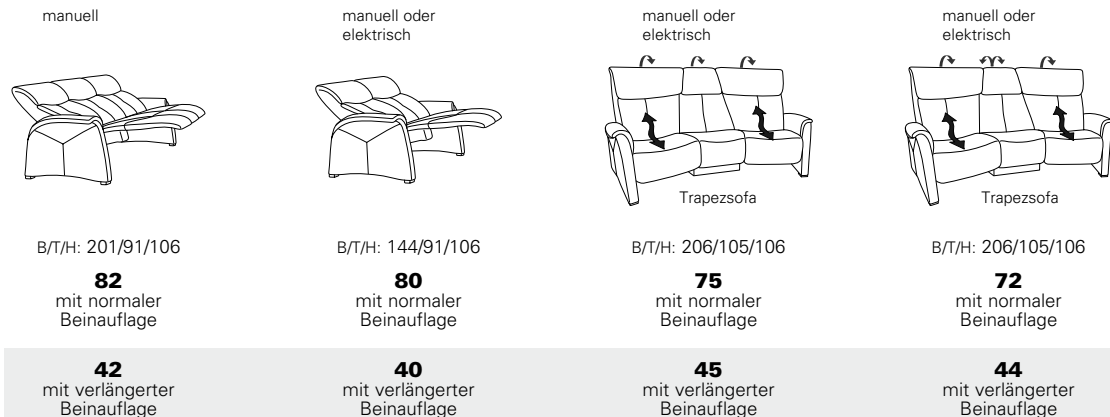 manuell
manuell oder
elektrisch
manuell oder
elektrisch
manuell oder
elektrisch
Trapezsofa
Trapezsofa
B/T/H: 201/91/106
B/T/H: 144/91/106
B/T/H: 206/105/106
B/T/H: 206/105/106
82
mit normaler
Beinauflage
80
mit normaler
Beinauflage
75
mit normaler
Beinauflage
72
mit normaler
Beinauflage
42
mit verlängerter
Beinauflage
40
mit verlängerter
Beinauflage
45
mit verlängerter
Beinauflage
44
mit verlängerter
Beinauflage